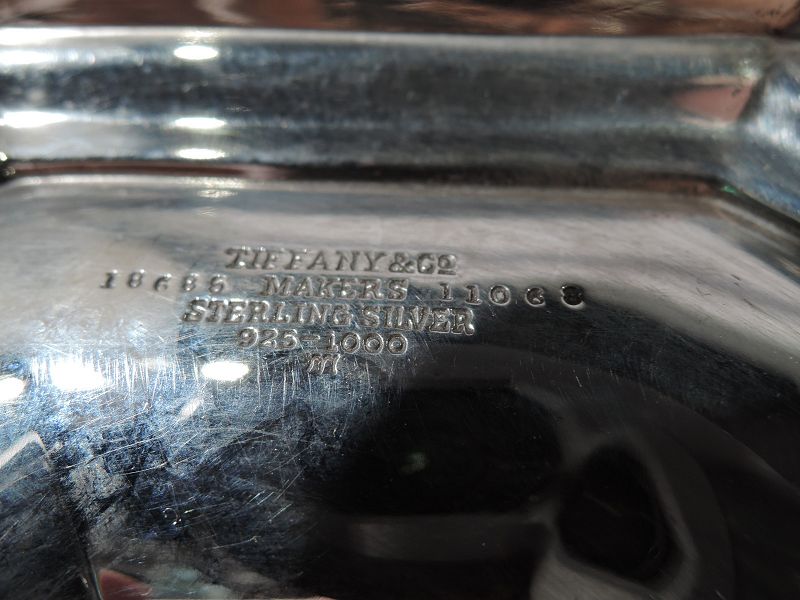 TIFFANY & Co
18686 MAKERS 11068
STERLING SILVER
925-1000
m